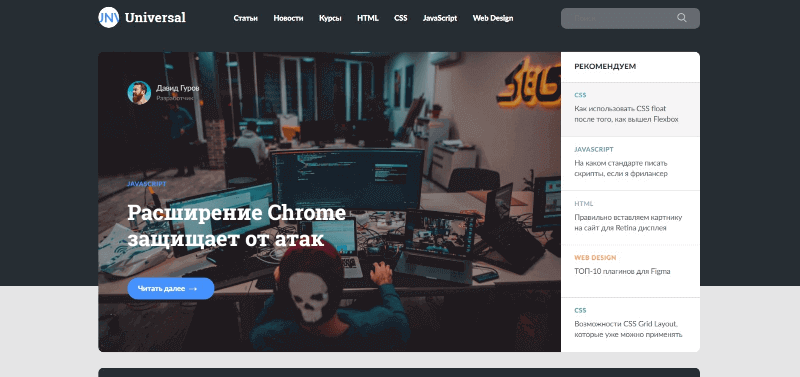 UNV Universal
Статьи Новости Курсы HTML CSS JavaScript Web Design
Поиск
Давид Гуров
Разработчик
JAVASCRIPT
Расширение Chrome
защищает от атак
Читать далее →
РЕКОМЕНДУЕМ
CSS
Как использовать CSS float
после того, как вышел Flexbox
JAVASCRIPT
На каком стандарте писать
скрипты, если я фрилансер
HTML
Правильно вставляем картнику
на сайт для Retina дисплея
WEB DESIGN
ТОП-10 плагинов для Figma
CSS
Возможности CSS Grid Layout,
которые уже можно применять